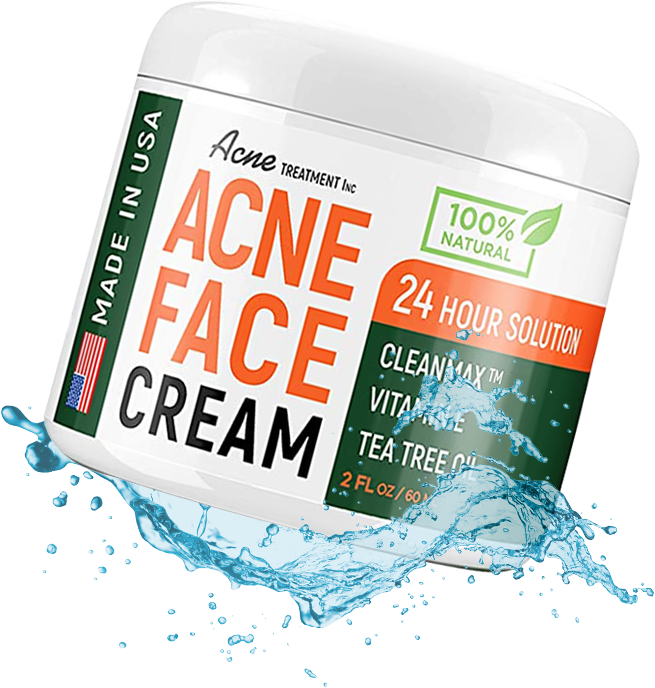 MADE IN USA
Acne TREATMENT INC
ACNE
FACE
CREAM
100%
NATURAL
24 HOUR SOLUTION
CLEANMAX™
TEA TREE OIL
2 FL OZ / 60